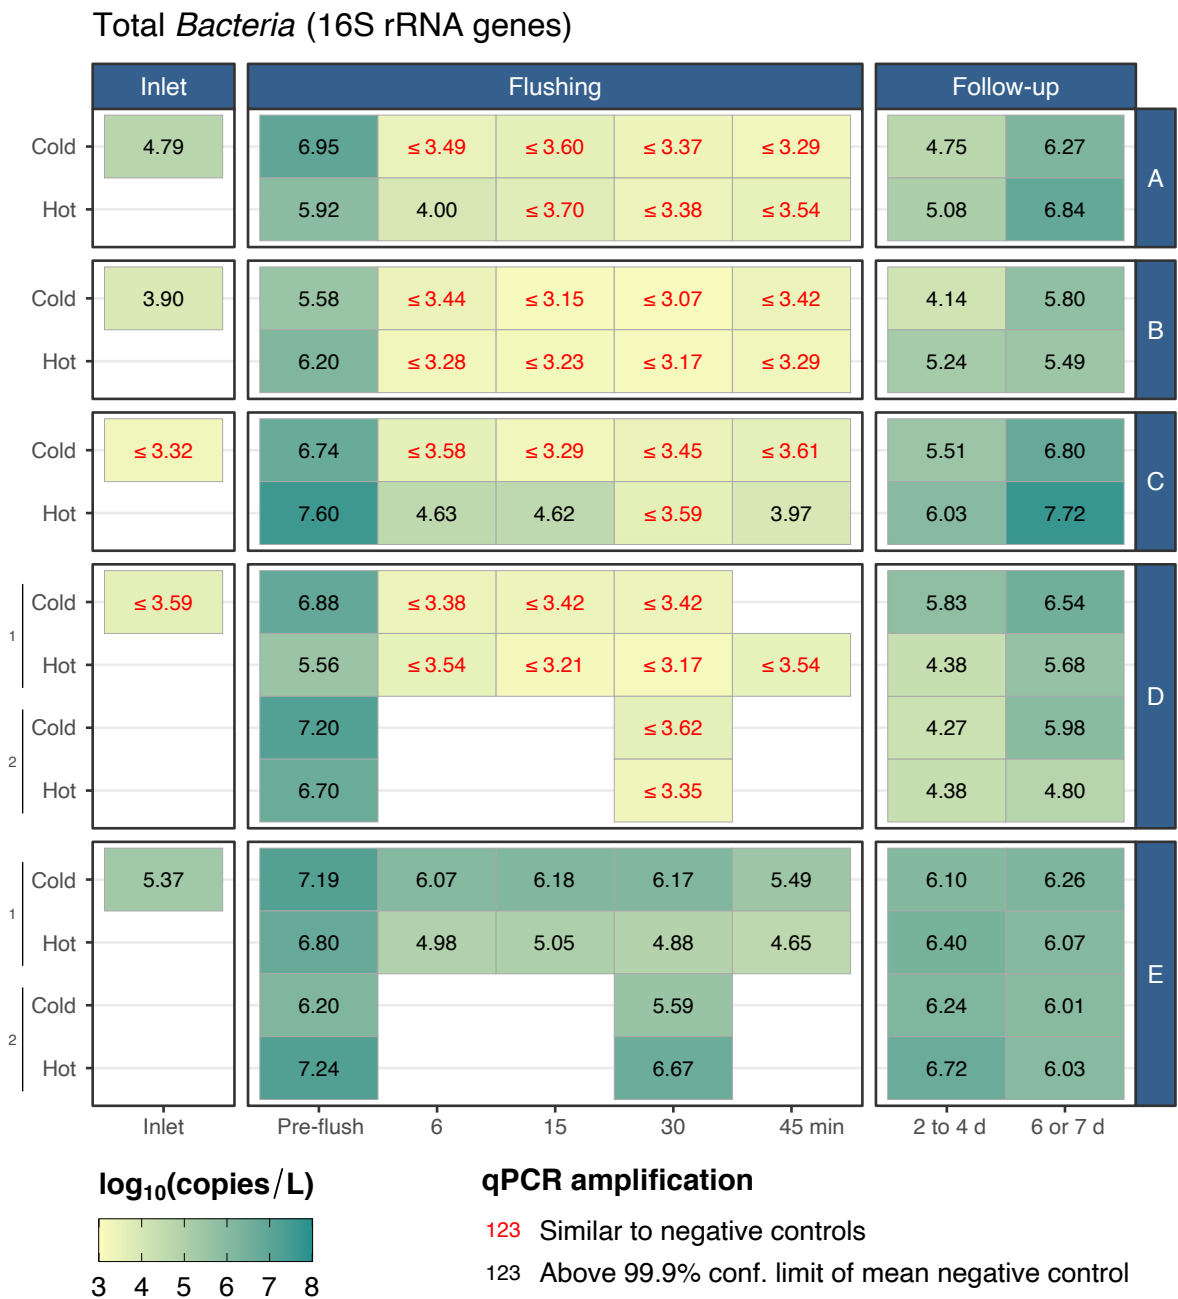 Total Bacteria (16S rRNA genes)
Inlet Flushing Follow-up
Cold 4.79 6.95 ≤ 3.49 ≤ 3.60 ≤ 3.37 ≤ 3.29 4.75 6.27
A
Hot 5.92 4.00 ≤ 3.70 ≤ 3.38 ≤ 3.54 5.08 6.84
Cold 3.90 5.58 ≤ 3.44 ≤ 3.15 ≤ 3.07 ≤ 3.42 4.14 5.80
B
Hot 6.20 ≤ 3.28 ≤ 3.23 ≤ 3.17 ≤ 3.29 5.24 5.49
Cold ≤ 3.32 6.74 ≤ 3.58 ≤ 3.29 ≤ 3.45 ≤ 3.61 5.51 6.80
C
Hot 7.60 4.63 4.62 ≤ 3.59 3.97 6.03 7.72
Cold ≤ 3.59 6.88 ≤ 3.38 ≤ 3.42 ≤ 3.42 5.83 6.54
1
Hot 5.56 ≤ 3.54 ≤ 3.21 ≤ 3.17 ≤ 3.54 4.38 5.68
D
Cold 7.20 ≤ 3.62 4.27 5.98
2
Hot 6.70 ≤ 3.35 4.38 4.80
Cold 5.37 7.19 6.07 6.18 6.17 5.49 6.10 6.26
1
Hot 6.80 4.98 5.05 4.88 4.65 6.40 6.07
E
Cold 6.20 5.59 6.24 6.01
2
Hot 7.24 6.67 6.72 6.03
Inlet Pre-flush 6 15 30 45 min 2 to 4 d 6 or 7 d
log₁₀(copies/L)
3 4 5 6 7 8
qPCR amplification
123 Similar to negative controls
123 Above 99.9% conf. limit of mean negative control